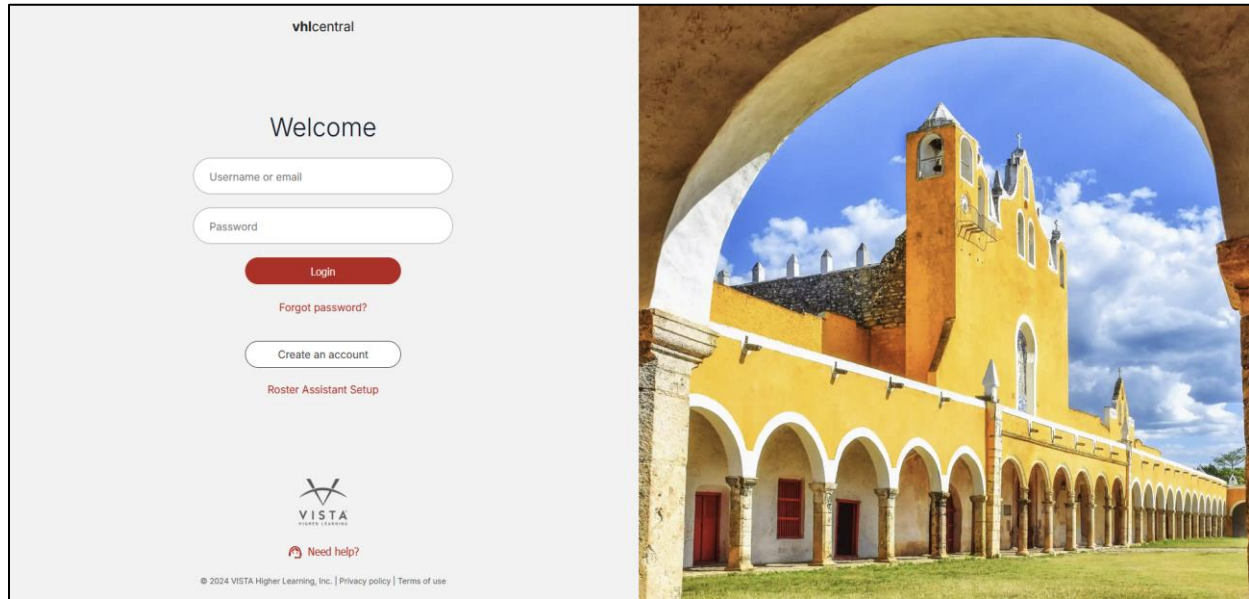 vhlcentral
Welcome
Username or email
Password
Login
Forgot password?
Create an account
Roster Assistant Setup
VISTA
HIGHER LEARNING
Need help?
© 2024 VISTA Higher Learning, Inc. | Privacy policy | Terms of use